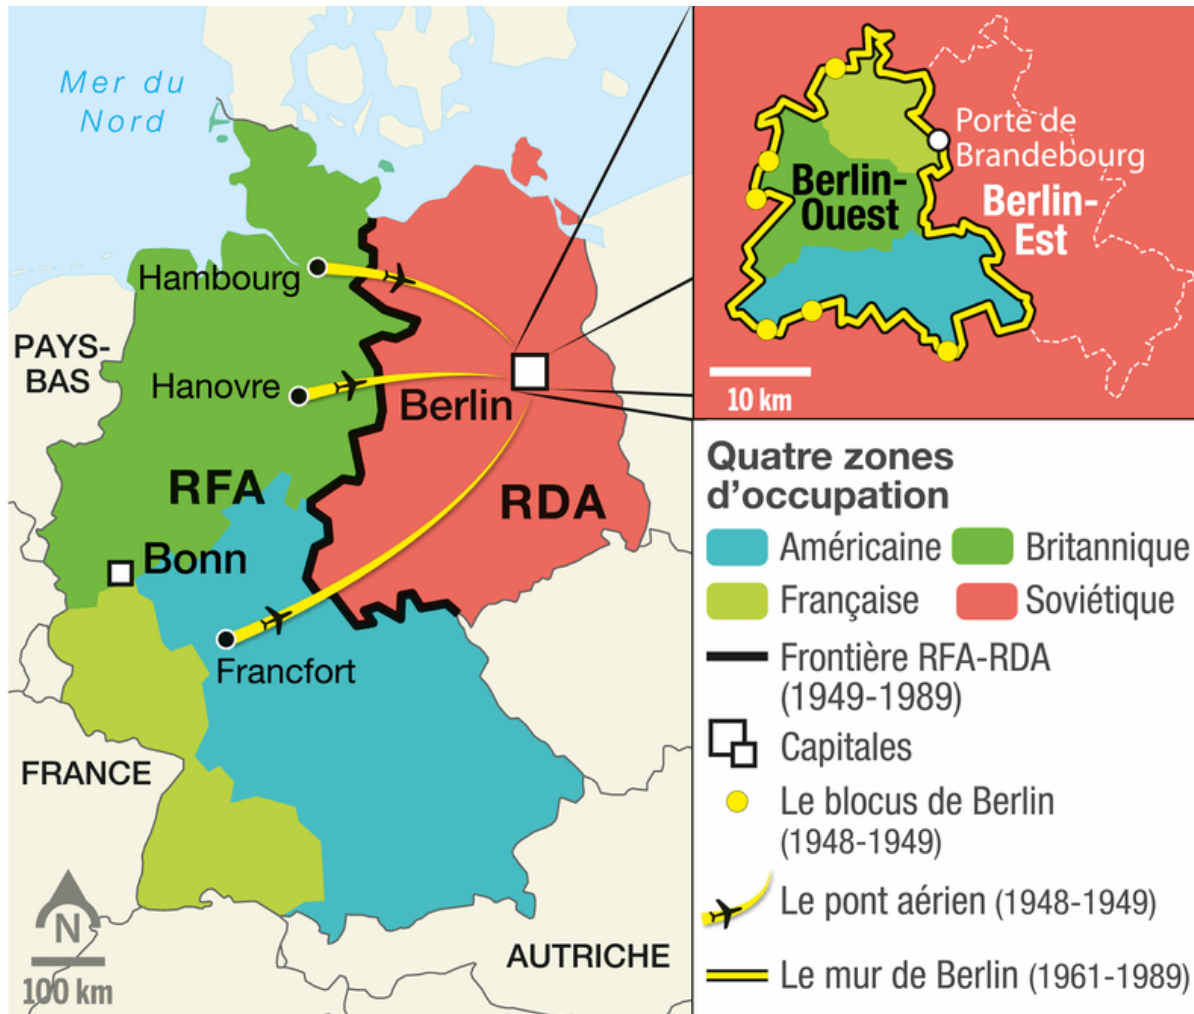 Mer du
Nord
Hambourg
PAYS-
BAS
Hanovre
Berlin
RFA
RDA
Bonn
Francfort
FRANCE
AUTRICHE
N
100 km
Porte de
Brandebourg
Berlin-
Ouest
Berlin-
Est
10 km
Quatre zones
d'occupation
Américaine
Britannique
Française
Soviétique
Frontière RFA-RDA
(1949-1989)
Capitales
Le blocus de Berlin
(1948-1949)
Le pont aérien (1948-1949)
Le mur de Berlin (1961-1989)